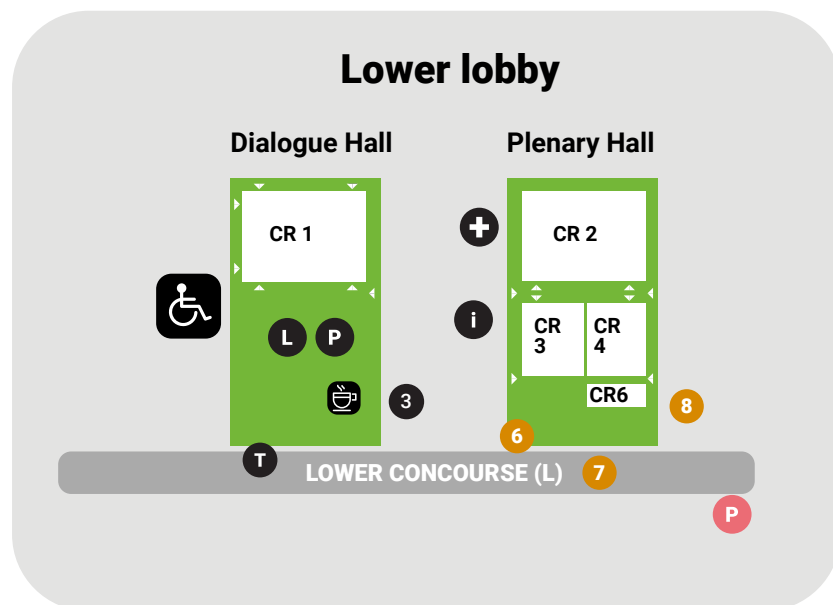 Lower lobby
Dialogue Hall
Plenary Hall
CR 1
CR 2
i
L
P
CR
3
CR
4
3
CR6
8
6
T
LOWER CONCOURSE (L)
7
P